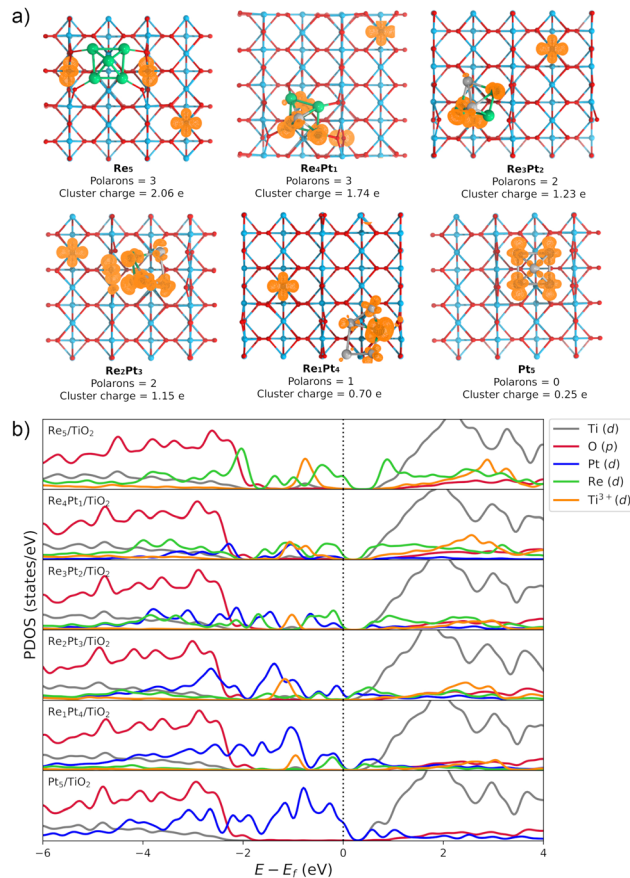 a)
Re₅
Polarons = 3
Cluster charge = 2.06 e
Re₄Pt₁
Polarons = 3
Cluster charge = 1.74 e
Re₃Pt₂
Polarons = 2
Cluster charge = 1.23 e
Re₂Pt₃
Polarons = 2
Cluster charge = 1.15 e
Re₁Pt₄
Polarons = 1
Cluster charge = 0.70 e
Pt₅
Polarons = 0
Cluster charge = 0.25 e
b)
Re₅/TiO₂
Re₄Pt₁/TiO₂
Re₃Pt₂/TiO₂
Re₂Pt₃/TiO₂
Re₁Pt₄/TiO₂
Pt₅/TiO₂
Ti (d)
O (p)
Pt (d)
Re (d)
Ti³⁺(d)
PDOS (states/eV)
−6 −4 −2 0 2 4
E − E_f (eV)